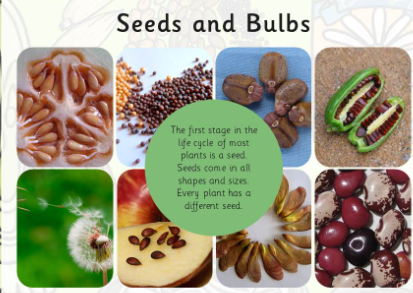 Seeds and Bulbs
The first stage in the
life cycle of most
plants is a seed.
Seeds come in all
shapes and sizes.
Every plant has a
different seed.